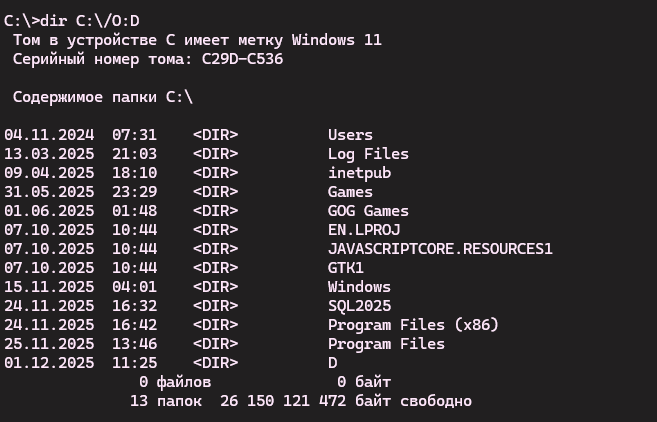 C:\>dir C:\/O:D
Том в устройстве C имеет метку Windows 11
Серийный номер тома: C29D-C536
Содержимое папки C:\
04.11.2024  07:31    <DIR>          Users
13.03.2025  21:03    <DIR>          Log Files
09.04.2025  18:10    <DIR>          inetpub
31.05.2025  23:29    <DIR>          Games
01.06.2025  01:48    <DIR>          GOG Games
07.10.2025  10:44    <DIR>          EN.LPROJ
07.10.2025  10:44    <DIR>          JAVASCRIPTCORE.RESOURCES1
07.10.2025  10:44    <DIR>          GTK1
15.11.2025  04:01    <DIR>          Windows
24.11.2025  16:32    <DIR>          SQL2025
24.11.2025  16:42    <DIR>          Program Files (x86)
25.11.2025  13:46    <DIR>          Program Files
01.12.2025  11:25    <DIR>          D
0 файлов              0 байт
13 папок  26 150 121 472 байт свободно